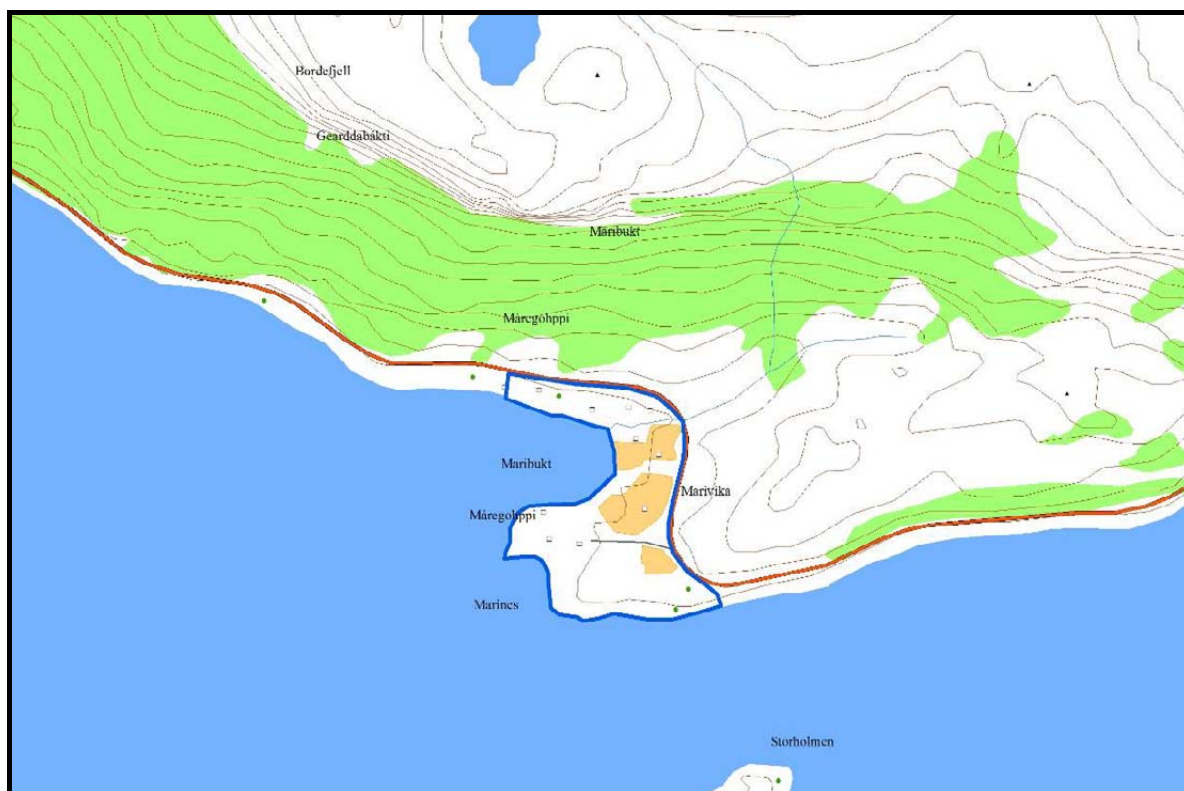 Bordefjell
Gearddabákti
Maribukt
Máregohppi
Maribukt
Marivika
Máregohppi
Marines
Storholmen